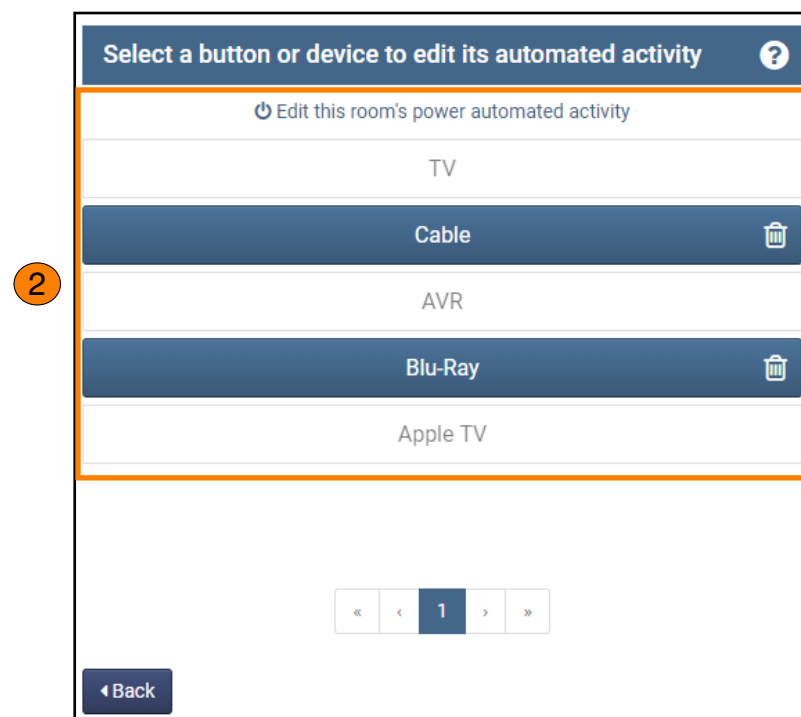 Select a button or device to edit its automated activity ?
Edit this room's power automated activity
TV
Cable
2
AVR
Blu-Ray
Apple TV
« ‹ 1 › »
Back